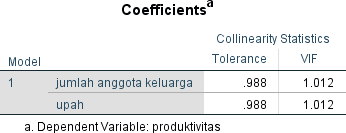 Coefficientsa
Collinearity Statistics
Model Tolerance VIF
1 jumlah anggota keluarga .988 1.012
upah .988 1.012
a. Dependent Variable: produktivitas